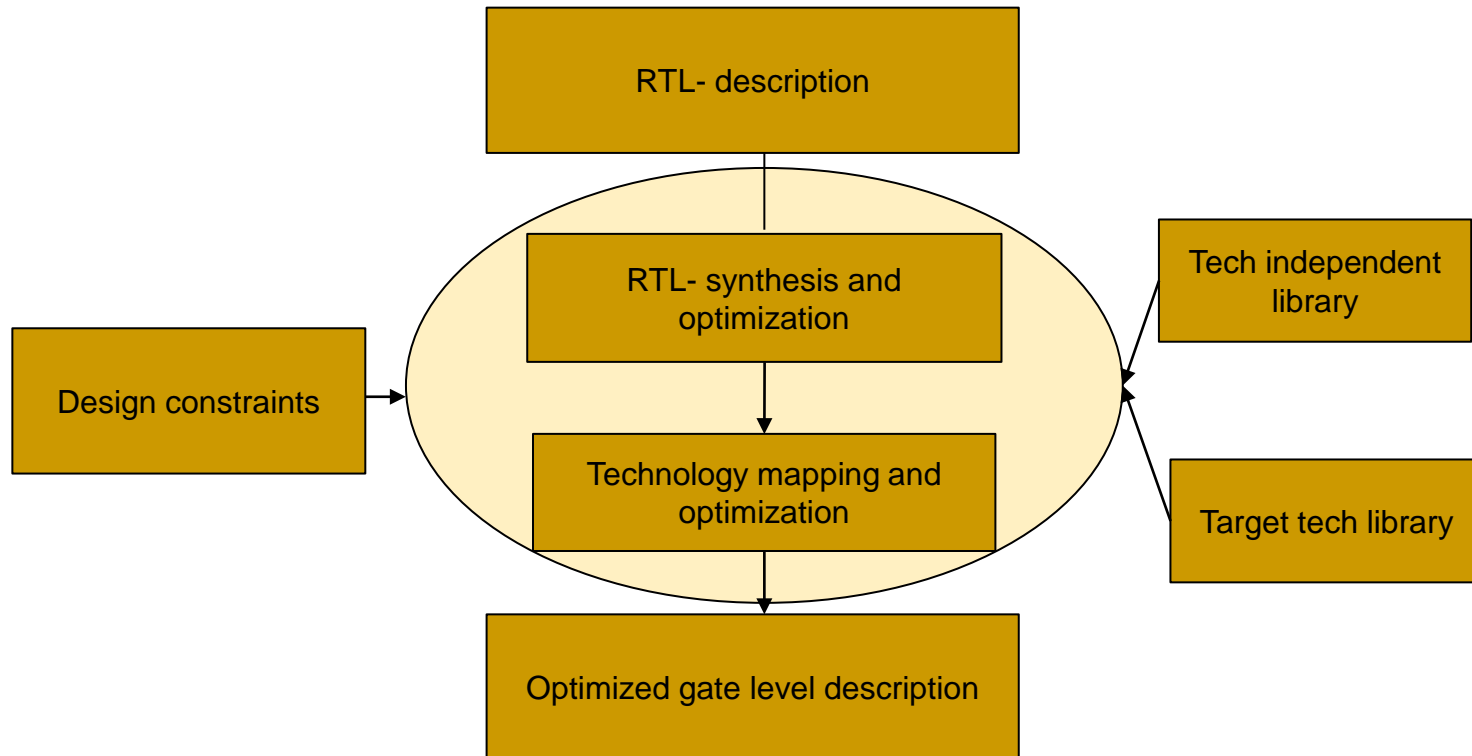 RTL- description
RTL- synthesis and
optimization
Tech independent
library
Design constraints
Technology mapping and
optimization
Target tech library
Optimized gate level description